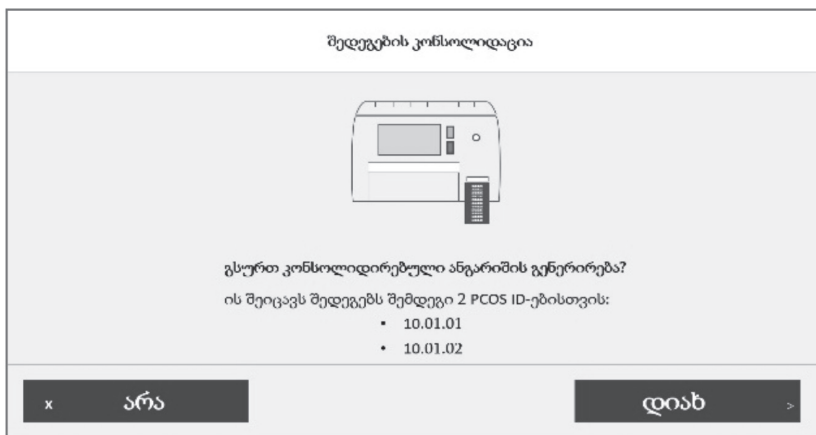 შედეგების კონსოლიდაცია
გსურთ კონსოლიდირებული ანგარიშის გენერირება?
ის შეიცავს შედეგებს შემდეგი 2 PCOS ID-ებისთვის:
• 10.01.01
• 10.01.02
x არა
დიახ >